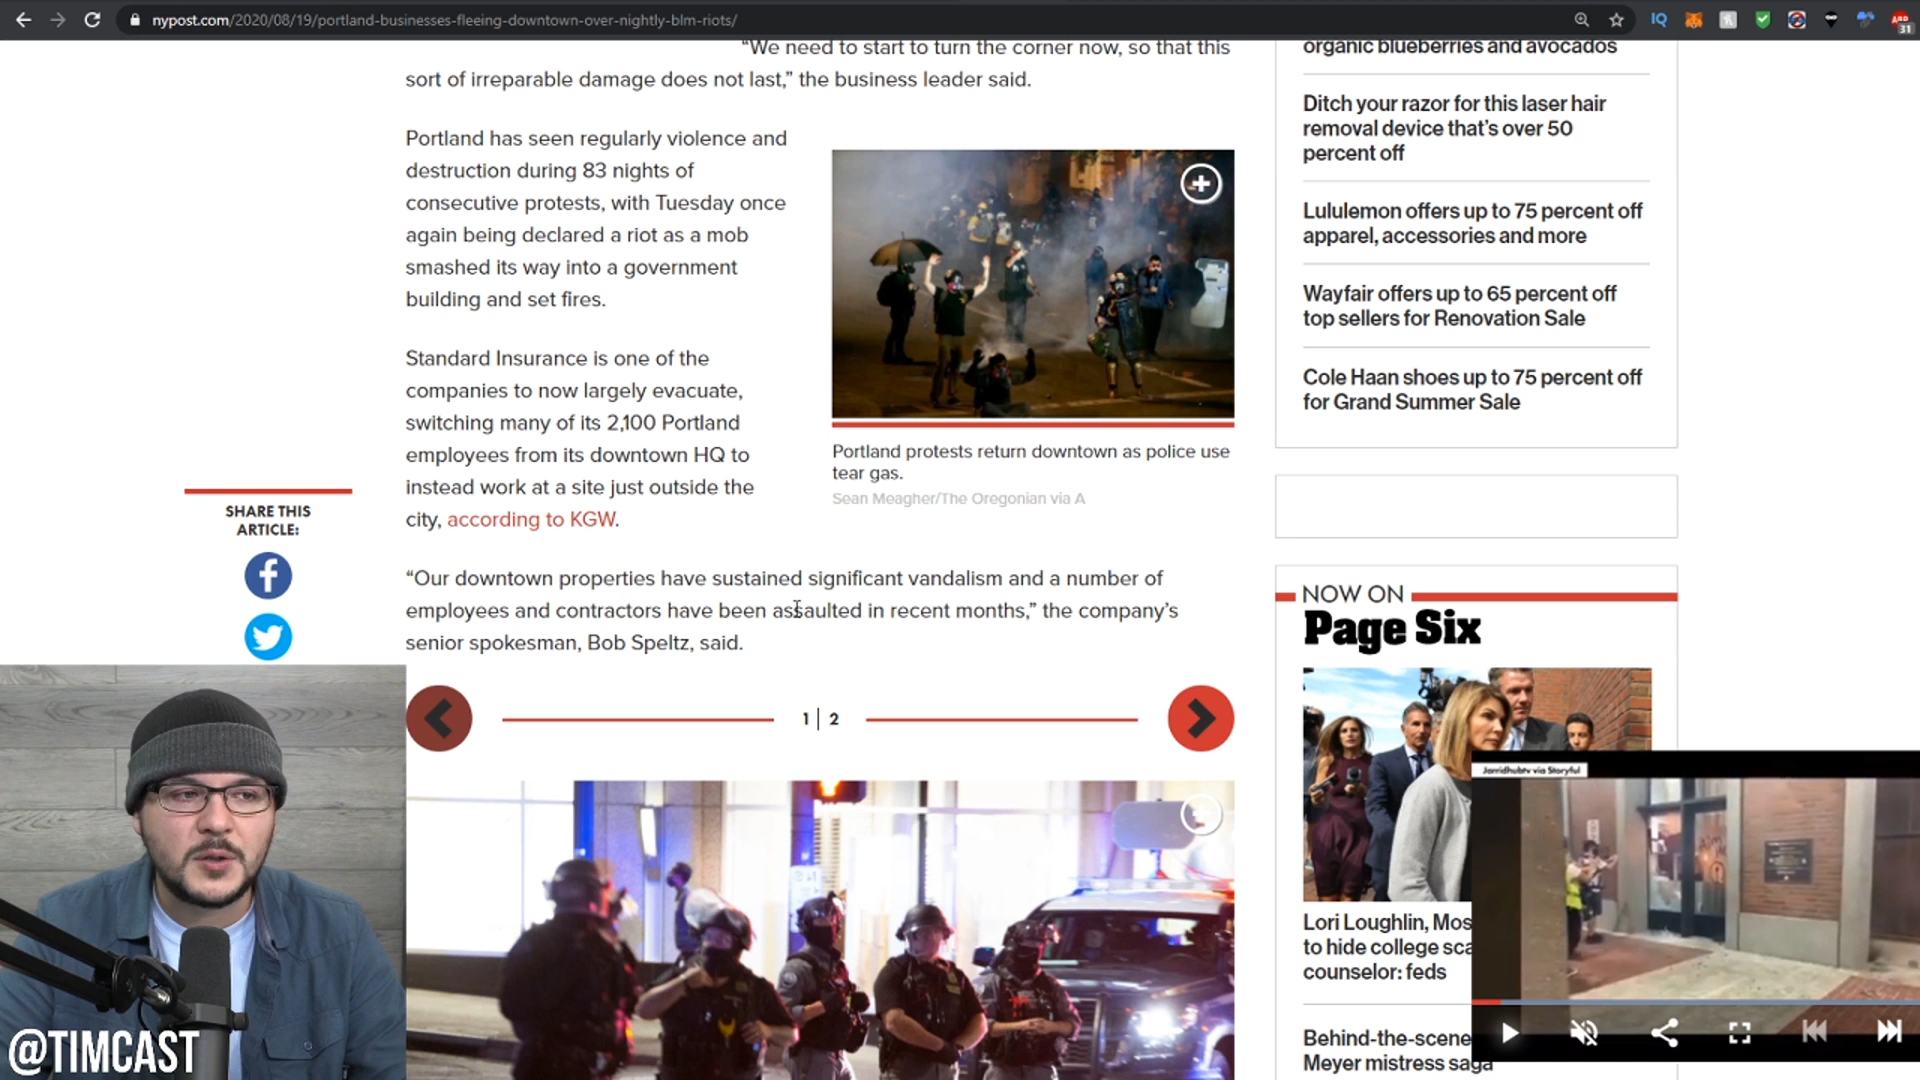 nypost.com/2020/08/19/portland-businesses-fleeing-downtown-over-nightly-blm-riots/
IQ
31
“We need to start to turn the corner now, so that this
sort of irreparable damage does not last,” the business leader said.
Portland has seen regularly violence and
destruction during 83 nights of
consecutive protests, with Tuesday once
again being declared a riot as a mob
smashed its way into a government
building and set fires.
Standard Insurance is one of the
companies to now largely evacuate,
switching many of its 2,100 Portland
employees from its downtown HQ to
instead work at a site just outside the
city, according to KGW.
Portland protests return downtown as police use
tear gas.
Sean Meagher/The Oregonian via A
“Our downtown properties have sustained significant vandalism and a number of
employees and contractors have been assaulted in recent months,” the company’s
senior spokesman, Bob Speltz, said.
1 | 2
SHARE THIS
ARTICLE:
@TIMCAST
organic blueberries and avocados
Ditch your razor for this laser hair
removal device that’s over 50
percent off
Lululemon offers up to 75 percent off
apparel, accessories and more
Wayfair offers up to 65 percent off
top sellers for Renovation Sale
Cole Haan shoes up to 75 percent off
for Grand Summer Sale
NOW ON
Page Six
Jarridhubtv via Storyful
Lori Loughlin, Mos
to hide college sca
counselor: feds
Behind-the-scene
Meyer mistress saga